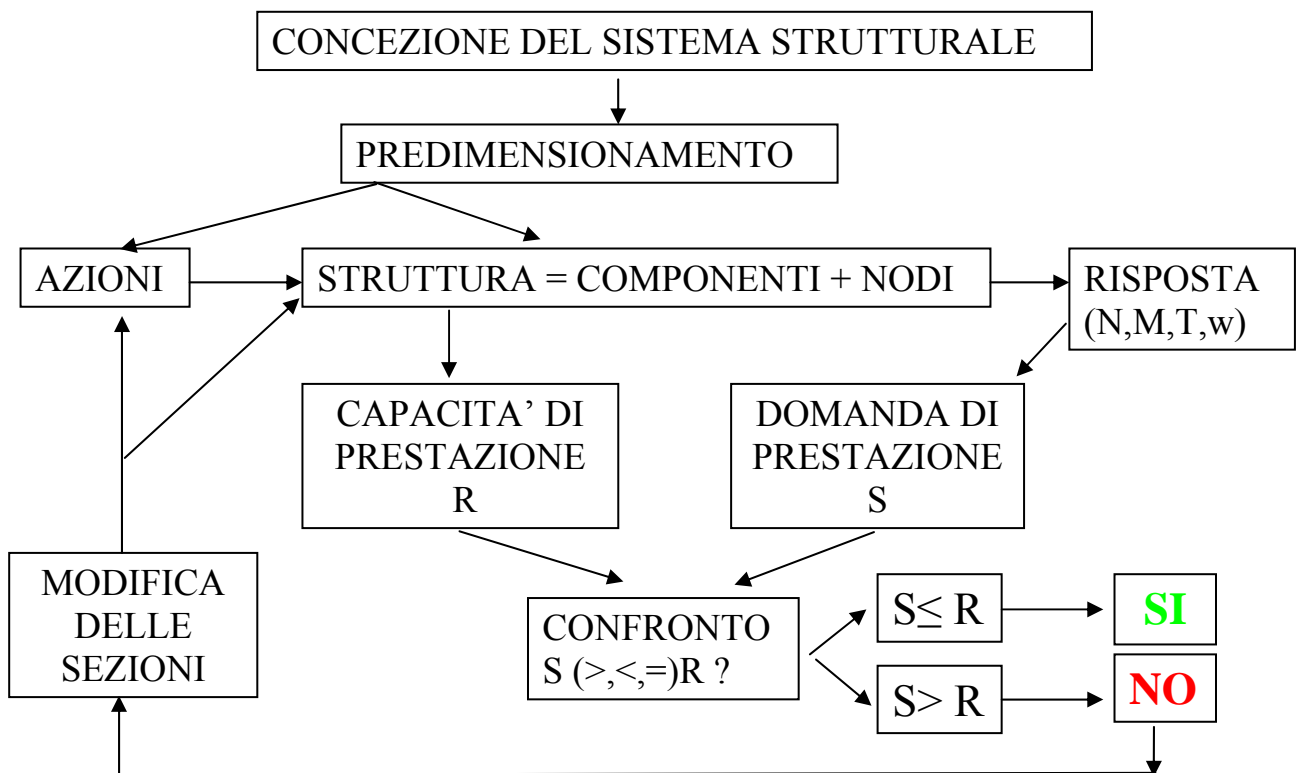 CONCEZIONE DEL SISTEMA STRUTTURALE
PREDIMENSIONAMENTO
AZIONI
STRUTTURA = COMPONENTI + NODI
RISPOSTA
(N,M,T,w)
CAPACITA’ DI
PRESTAZIONE
R
DOMANDA DI
PRESTAZIONE
S
MODIFICA
DELLE
SEZIONI
CONFRONTO
S (>,<,=)R ?
S≤ R
SI
S> R
NO